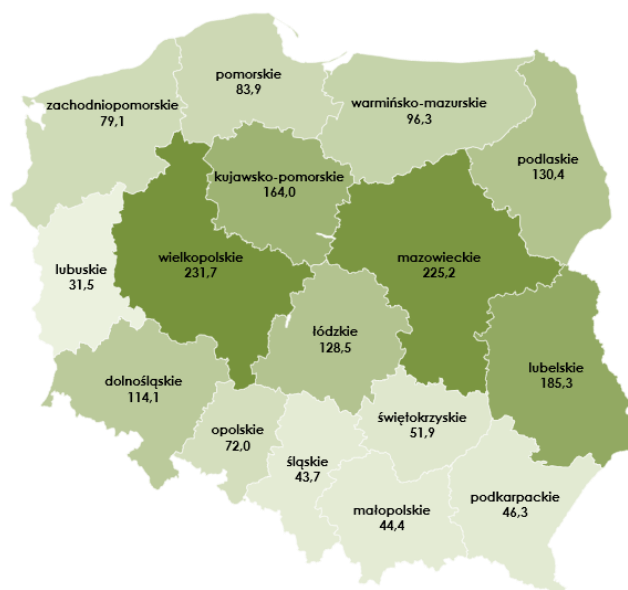 pomorskie
83,9
zachodniopomorskie
79,1
warmińsko-mazurskie
96,3
podlaskie
130,4
kujawsko-pomorskie
164,0
wielkopolskie
231,7
mazowieckie
225,2
lubuskie
31,5
łódzkie
128,5
lubelskie
185,3
dolnośląskie
114,1
opolskie
72,0
świętokrzyskie
51,9
śląskie
43,7
małopolskie
44,4
podkarpackie
46,3